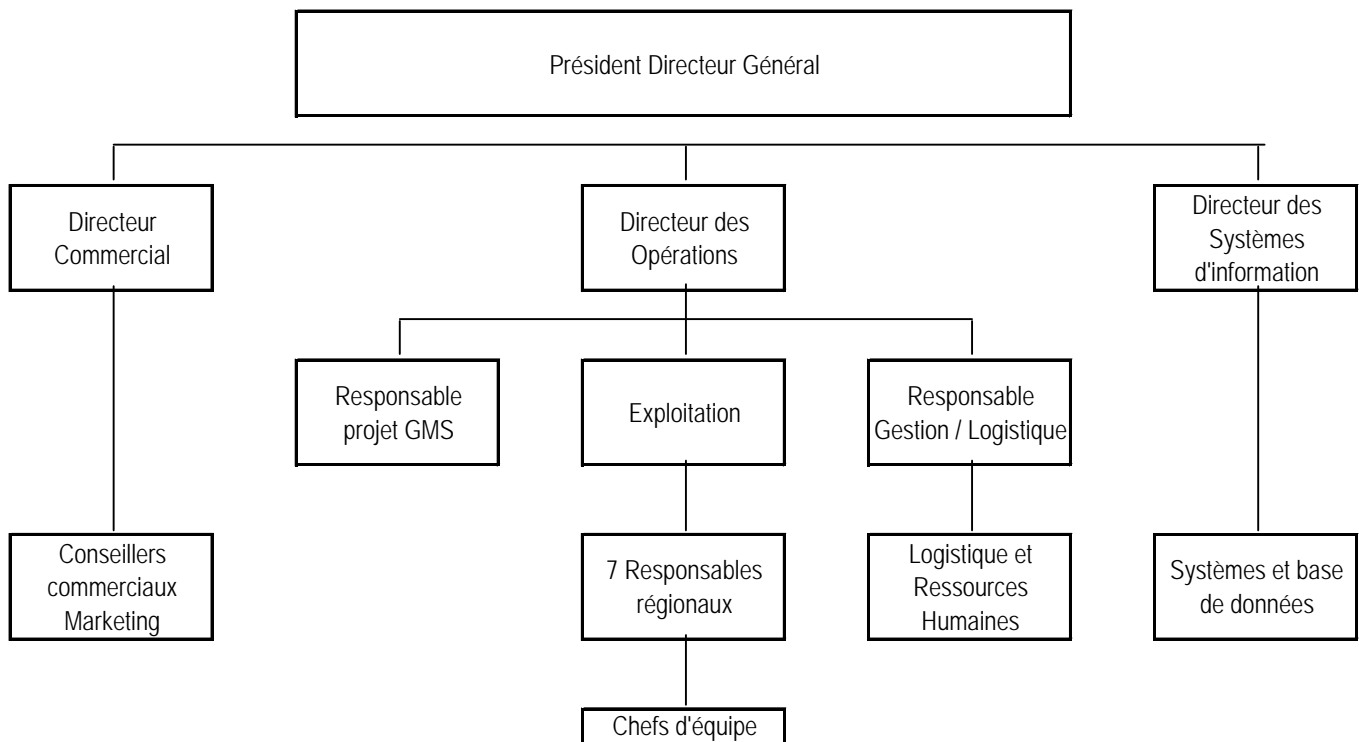 Président Directeur Général
Directeur
Commercial
Directeur des
Opérations
Directeur des
Systèmes
d'information
Responsable
projet GMS
Exploitation
Responsable
Gestion / Logistique
Conseillers
commerciaux
Marketing
7 Responsables
régionaux
Logistique et
Ressources
Humaines
Systèmes et base
de données
Chefs d'équipe